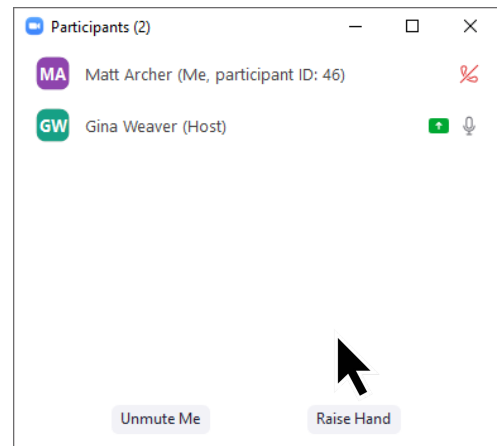 Participants (2)
MA Matt Archer (Me, participant ID: 46)
GW Gina Weaver (Host)
Unmute Me Raise Hand